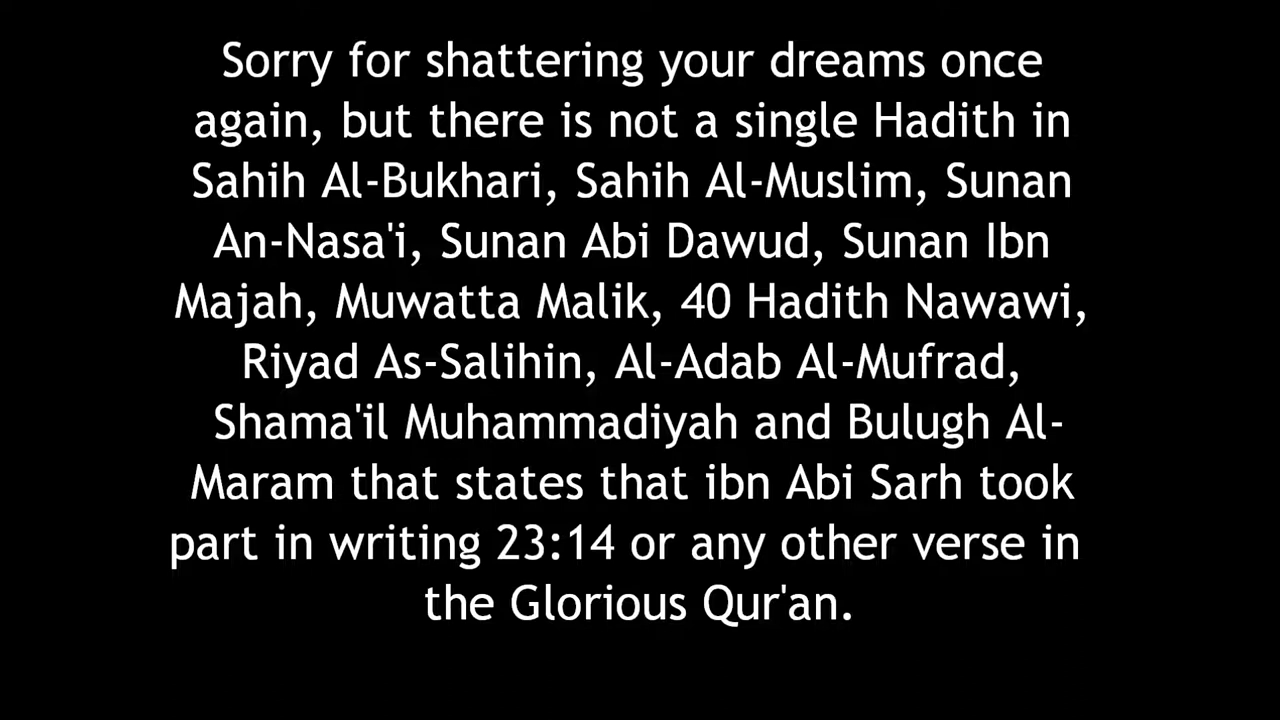 Sorry for shattering your dreams once
again, but there is not a single Hadith in
Sahih Al-Bukhari, Sahih Al-Muslim, Sunan
An-Nasa'i, Sunan Abi Dawud, Sunan Ibn
Majah, Muwatta Malik, 40 Hadith Nawawi,
Riyad As-Salihin, Al-Adab Al-Mufrad,
Shama'il Muhammadiyah and Bulugh Al-
Maram that states that ibn Abi Sarh took
part in writing 23:14 or any other verse in
the Glorious Qur'an.